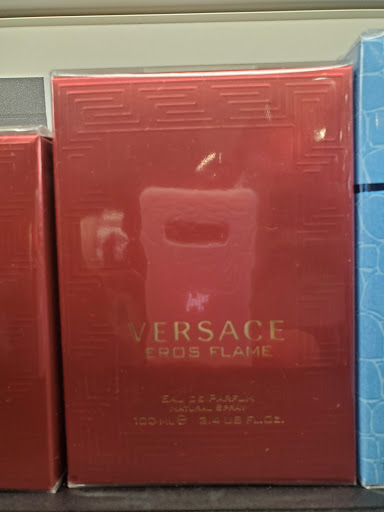 VERSACE
EROS FLAME
EAU DE PARFUM
NATURAL SPRAY
100 ML ℮ 3.4 US FL.OZ.